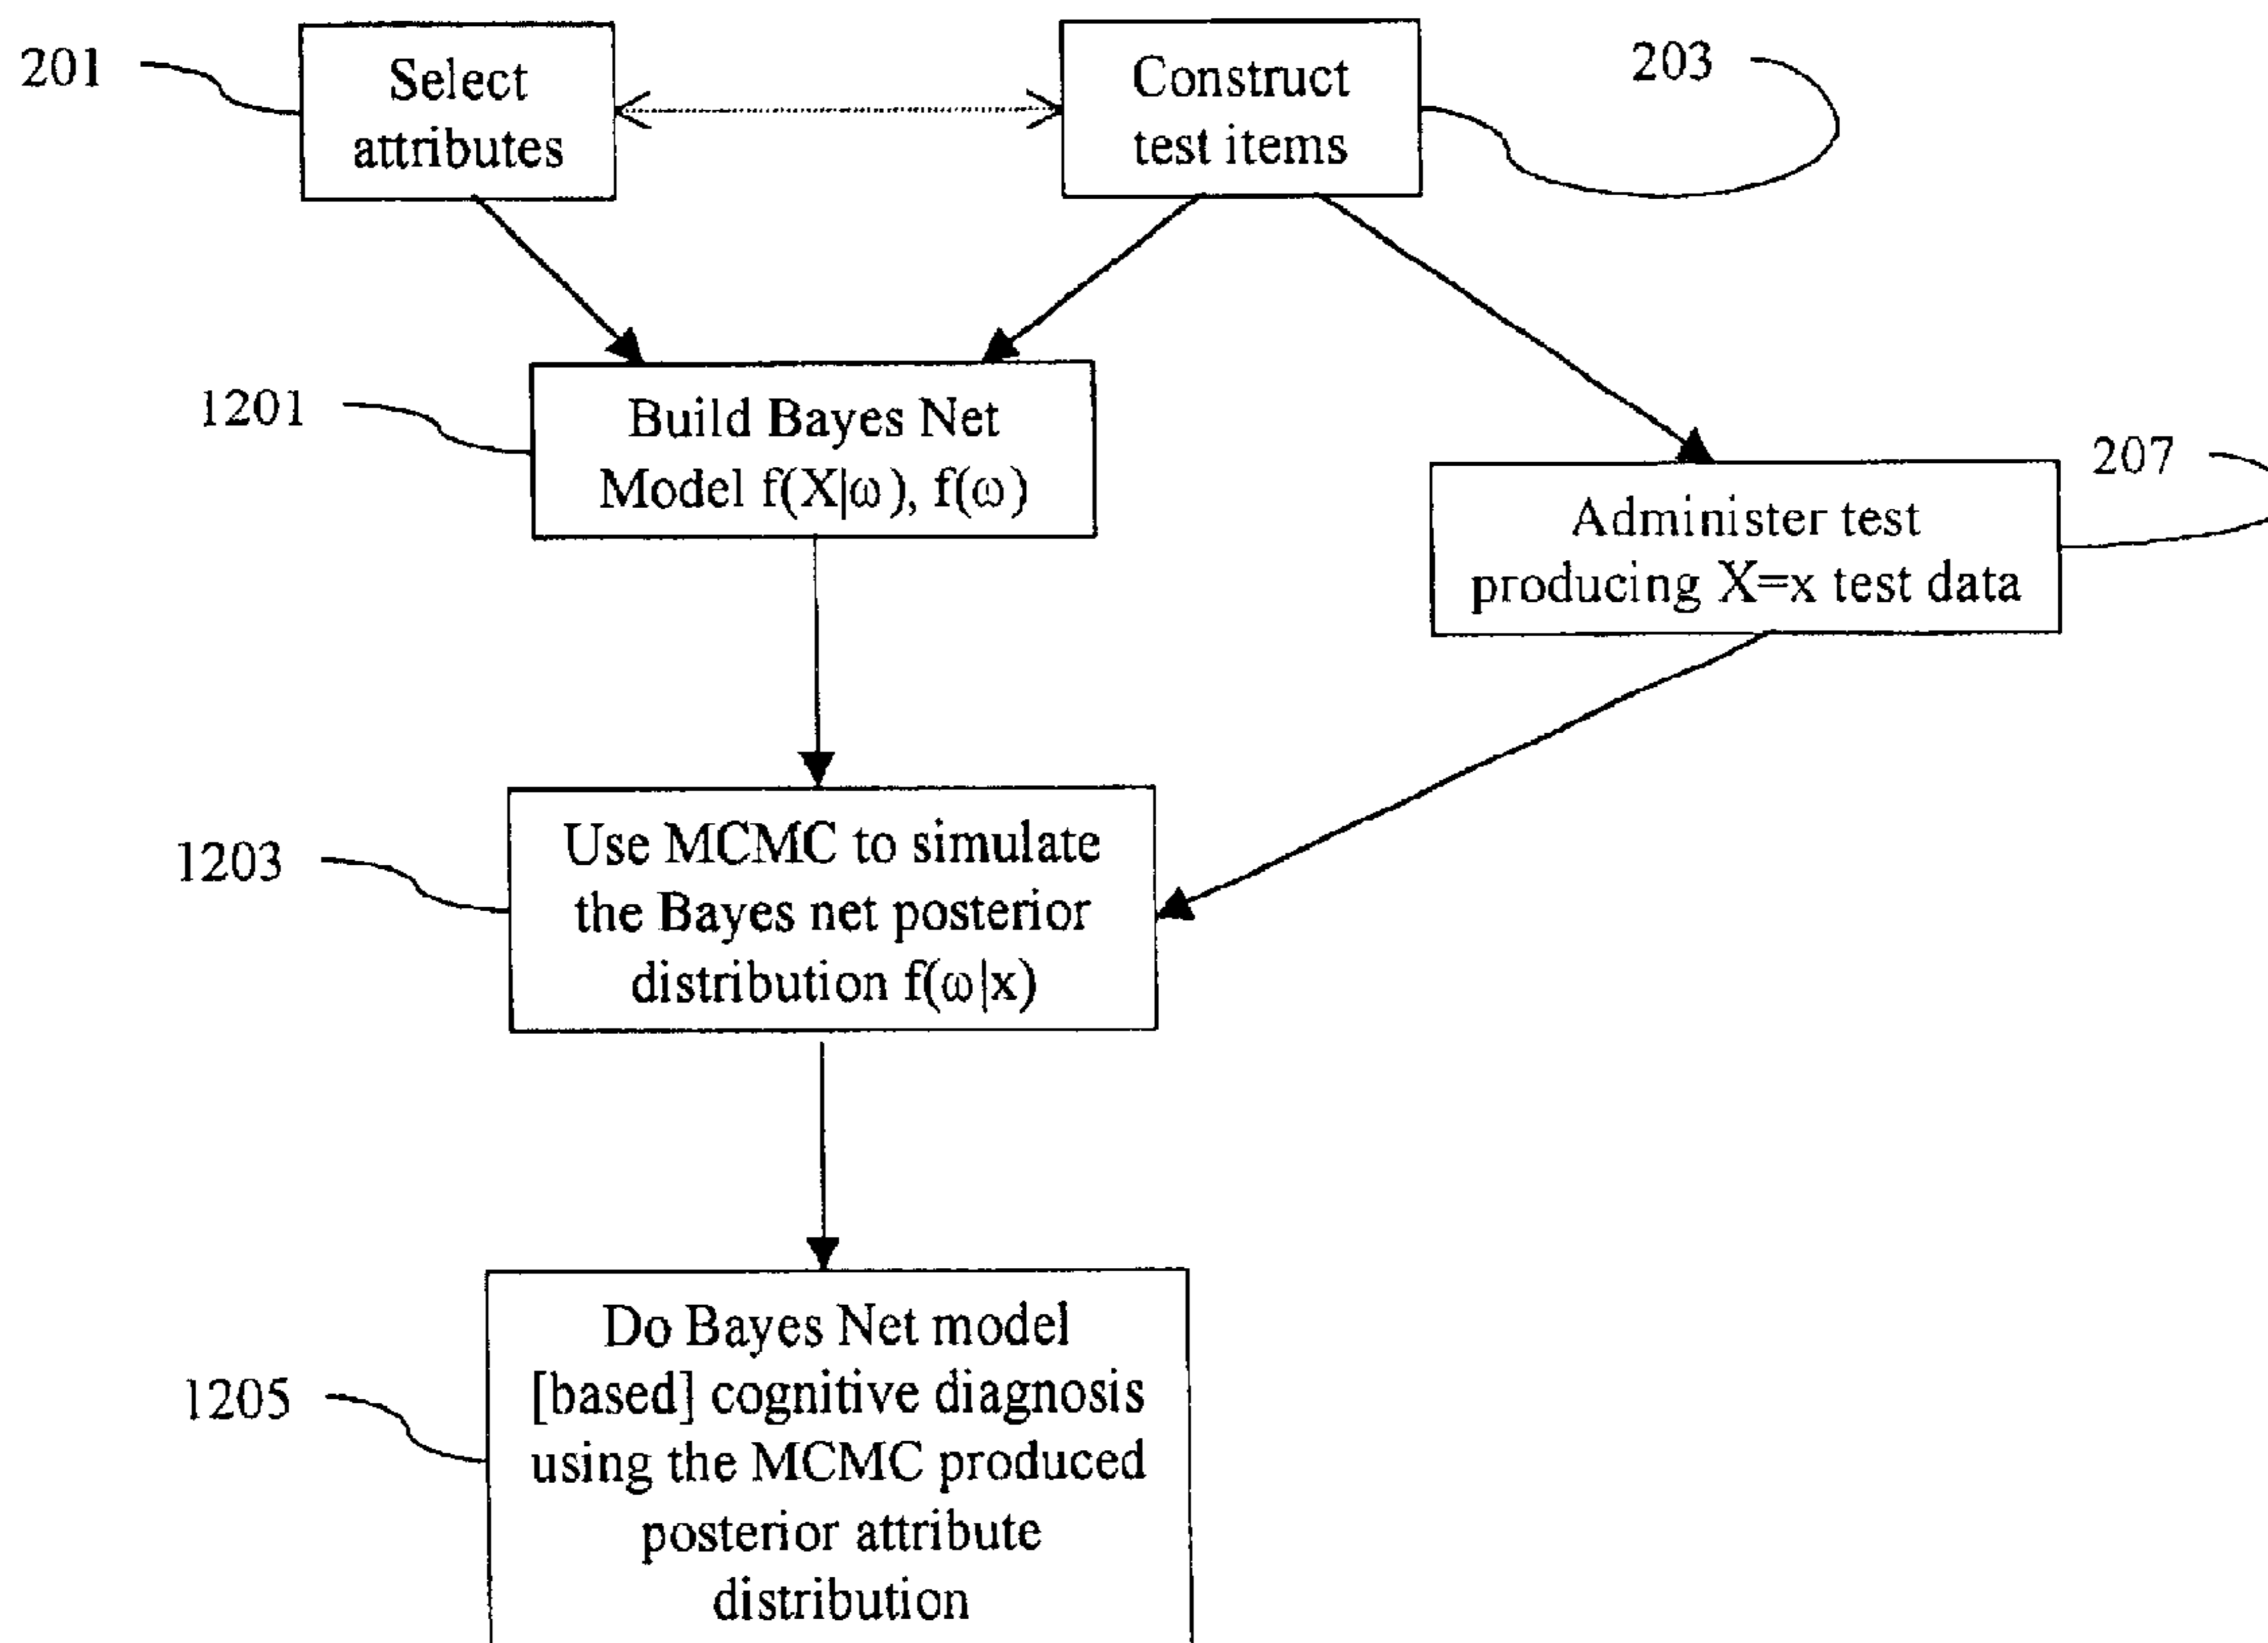 201
Select
attributes
Construct
test items
203
1201
Build Bayes Net
Model f(X|ω), f(ω)
207
Administer test
producing X=x test data
1203
Use MCMC to simulate
the Bayes net posterior
distribution f(ω|x)
1205
Do Bayes Net model
[based] cognitive diagnosis
using the MCMC produced
posterior attribute
distribution